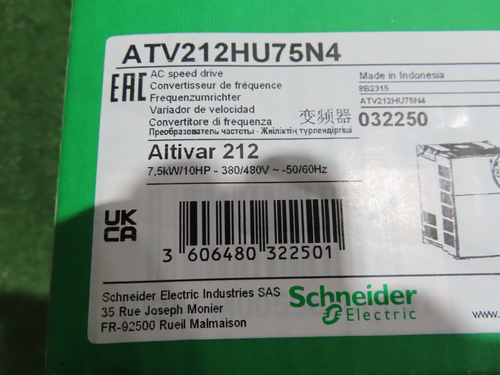 ATV212HU75N4
EAC
AC speed drive
Convertisseur de fréquence
Frequenzumrichter
Variador de velocidad
Convertitore di frequenza
变频器
Преобразователь частоты - Жиіліктің түрлендіргіші
Made in Indonesia
8B2315
ATV212HU75N4
032250
Altivar 212
7.5kW/10HP - 380/480V ~ -50/60Hz
UK
CA
3 606480 322501
Schneider Electric Industries SAS
35 Rue Joseph Monier
FR-92500 Rueil Malmaison
Schneider
Electric